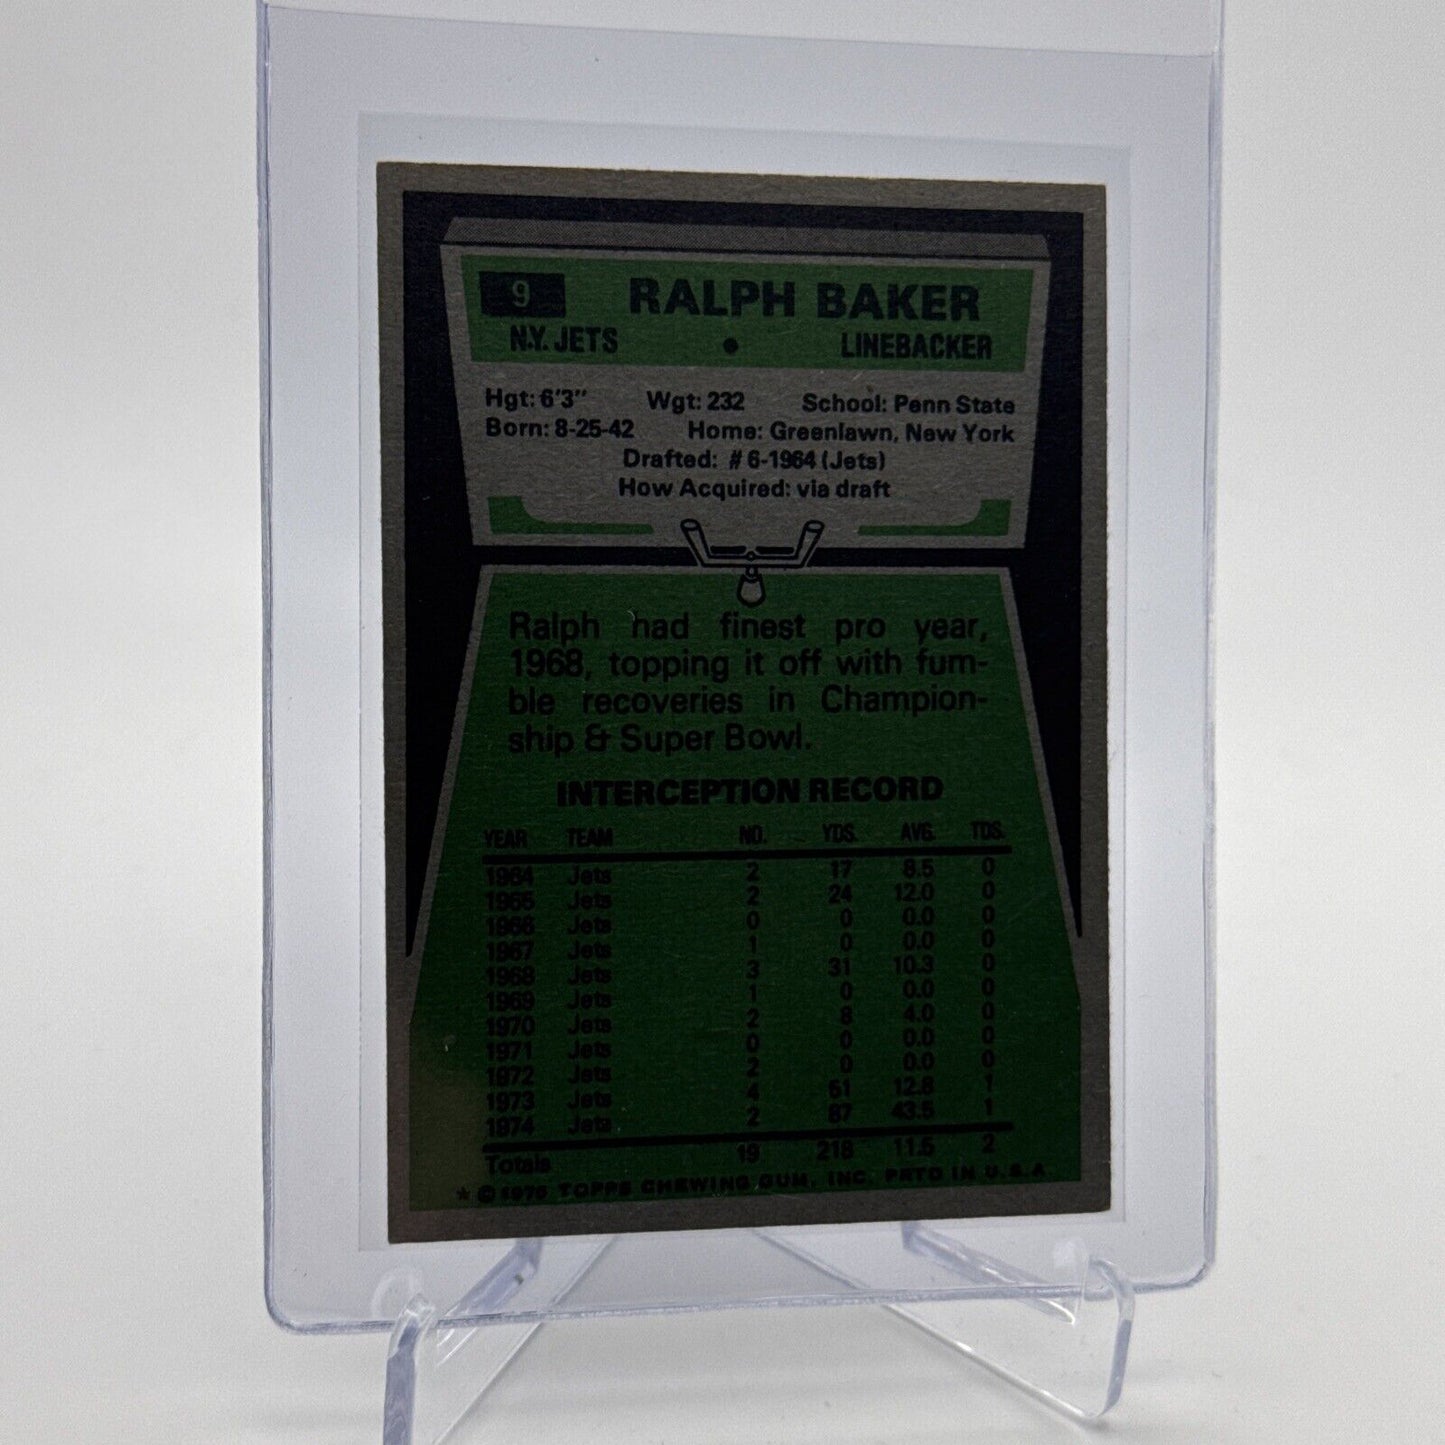 9 RALPH BAKER
N.Y. JETS • LINEBACKER
Hgt: 6'3" Wgt: 232 School: Penn State
Born: 8-25-42 Home: Greenlawn, New York
Drafted: # 6-1964 (Jets)
How Acquired: via draft
Ralph had finest pro year,
1968, topping it off with fum-
ble recoveries in Champion-
ship & Super Bowl.
INTERCEPTION RECORD
YEAR TEAM NO. YDS. AVG. TDS.
1964 Jets 2 17 8.5 0
1965 Jets 2 24 12.0 0
1966 Jets 0 0 0.0 0
1967 Jets 1 0 0.0 0
1968 Jets 3 31 10.3 0
1969 Jets 1 0 0.0 0
1970 Jets 2 8 4.0 0
1971 Jets 0 0 0.0 0
1972 Jets 2 0 0.0 0
1973 Jets 4 51 12.8 1
1974 Jets 2 87 43.5 1
Totals 19 218 11.5 2
* © TOPPS CHEWING GUM, INC. PRTD IN U.S.A